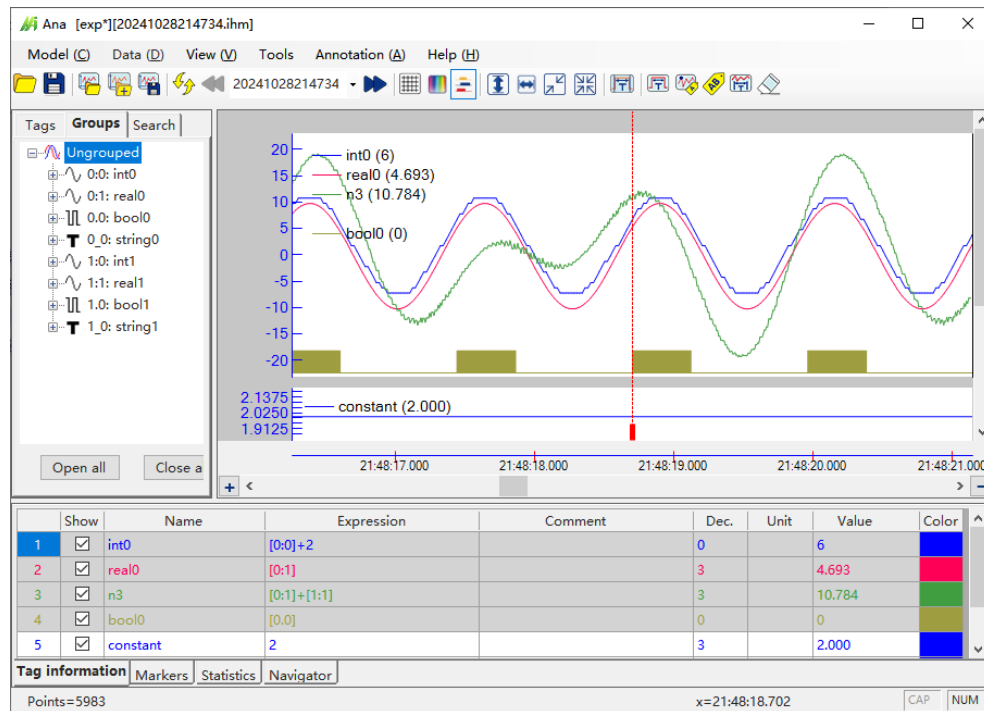 Ana [exp*][20241028214734.ihm]
Model (C) Data (D) View (V) Tools Annotation (A) Help (H)
20241028214734
Tags Groups Search
Ungrouped
0:0: int0
0:1: real0
0.0: bool0
0_0: string0
1:0: int1
1:1: real1
1.0: bool1
1_0: string1
Open all Close a
20
15
10
5
0
-5
-10
-15
-20
int0 (6)
real0 (4.693)
n3 (10.784)
bool0 (0)
2.1375
2.0250
1.9125
constant (2.000)
21:48:17.000 21:48:18.000 21:48:19.000 21:48:20.000 21:48:21.000
Show Name Expression Comment Dec. Unit Value Color
1 int0 [0:0]+2 0 6
2 real0 [0:1] 3 4.693
3 n3 [0:1]+[1:1] 3 10.784
4 bool0 [0.0] 0 0
5 constant 2 3 2.000
Tag information Markers Statistics Navigator
Points=5983 x=21:48:18.702 CAP NUM